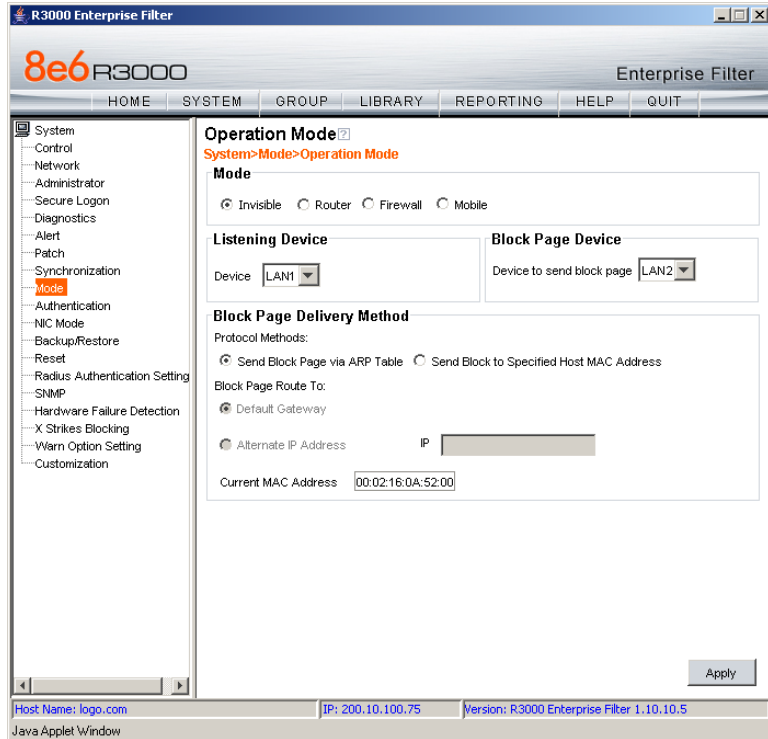 R3000 Enterprise Filter
8e6 R3000
Enterprise Filter
HOME SYSTEM GROUP LIBRARY REPORTING HELP QUIT
System
Control
Network
Administrator
Secure Logon
Diagnostics
Alert
Patch
Synchronization
Mode
Authentication
NIC Mode
Backup/Restore
Reset
Radius Authentication Setting
SNMP
Hardware Failure Detection
X Strikes Blocking
Warn Option Setting
Customization
Operation Mode ?
System>Mode>Operation Mode
Mode
Invisible Router Firewall Mobile
Listening Device
Device LAN1
Block Page Device
Device to send block page LAN2
Block Page Delivery Method
Protocol Methods:
Send Block Page via ARP Table Send Block to Specified Host MAC Address
Block Page Route To:
Default Gateway
Alternate IP Address IP
Current MAC Address 00:02:16:0A:52:00
Apply
Host Name: logo.com IP: 200.10.100.75 Version: R3000 Enterprise Filter 1.10.10.5
Java Applet Window